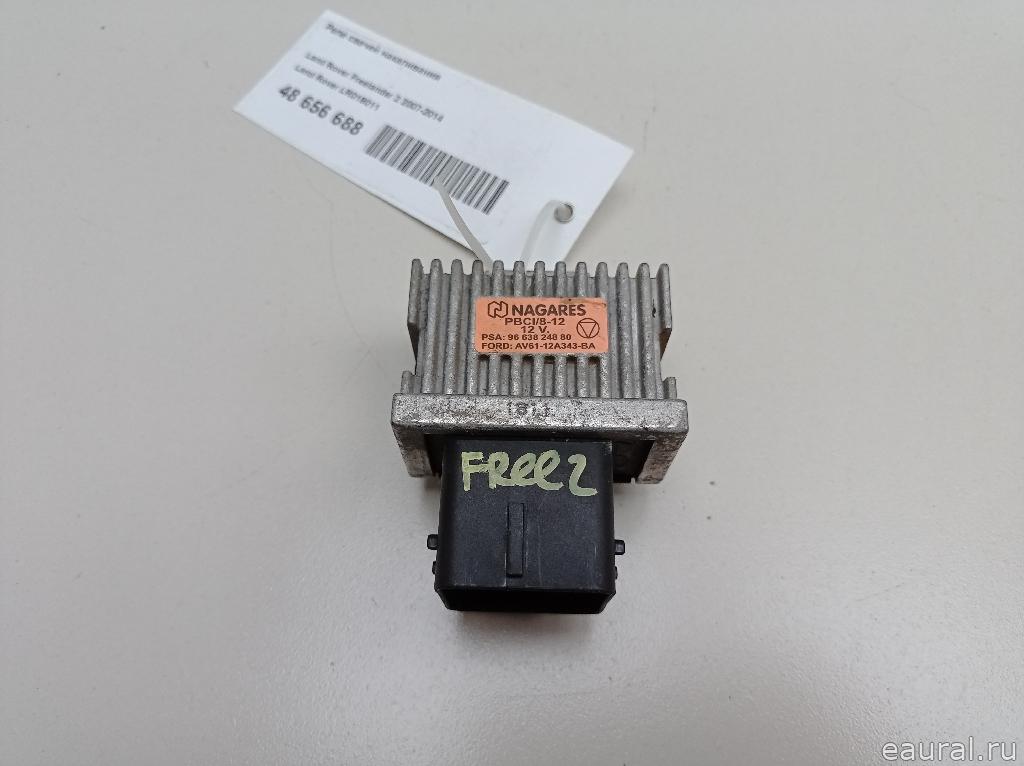 Реле свечей накаливания
Land Rover Freelander 2 2007-2014
Land Rover LR018011
48 656 688
NAGARES
PBCI/8-12
12 V.
PSA: 96 638 248 80
FORD: AV61-12A343-BA
FREE2
eaural.ru